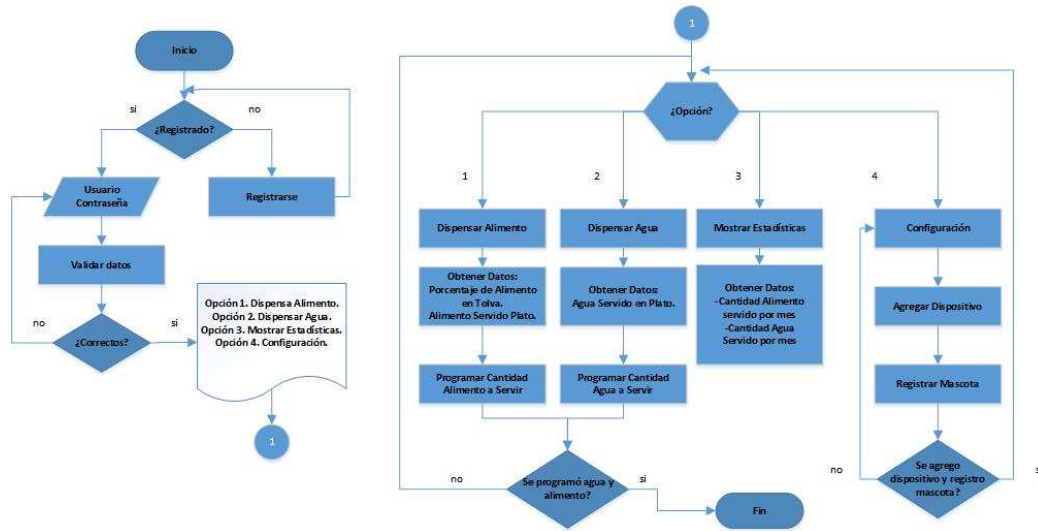 Inicio
si
no
¿Registrado?
Usuario
Contraseña
Registrarse
Validar datos
no
si
¿Correctos?
Opción 1. Dispensa Alimento.
Opción 2. Dispensar Agua.
Opción 3. Mostrar Estadísticas.
Opción 4. Configuración.
1
1
¿Opción?
1
2
3
4
Dispensar Alimento
Dispensar Agua
Mostrar Estadísticas
Configuración
Obtener Datos:
Porcentaje de Alimento
en Tolva.
Alimento Servido Plato.
Obtener Datos:
Agua Servido en Plato.
Obtener Datos:
-Cantidad Alimento
servido por mes
-Cantidad Agua
Servido por mes
Agregar Dispositivo
Programar Cantidad
Alimento a Servir
Programar Cantidad
Agua a Servir
Registrar Mascota
no
Se programó agua y
alimento?
si
Fin
no
Se agrego
dispositivo y registro
mascota?